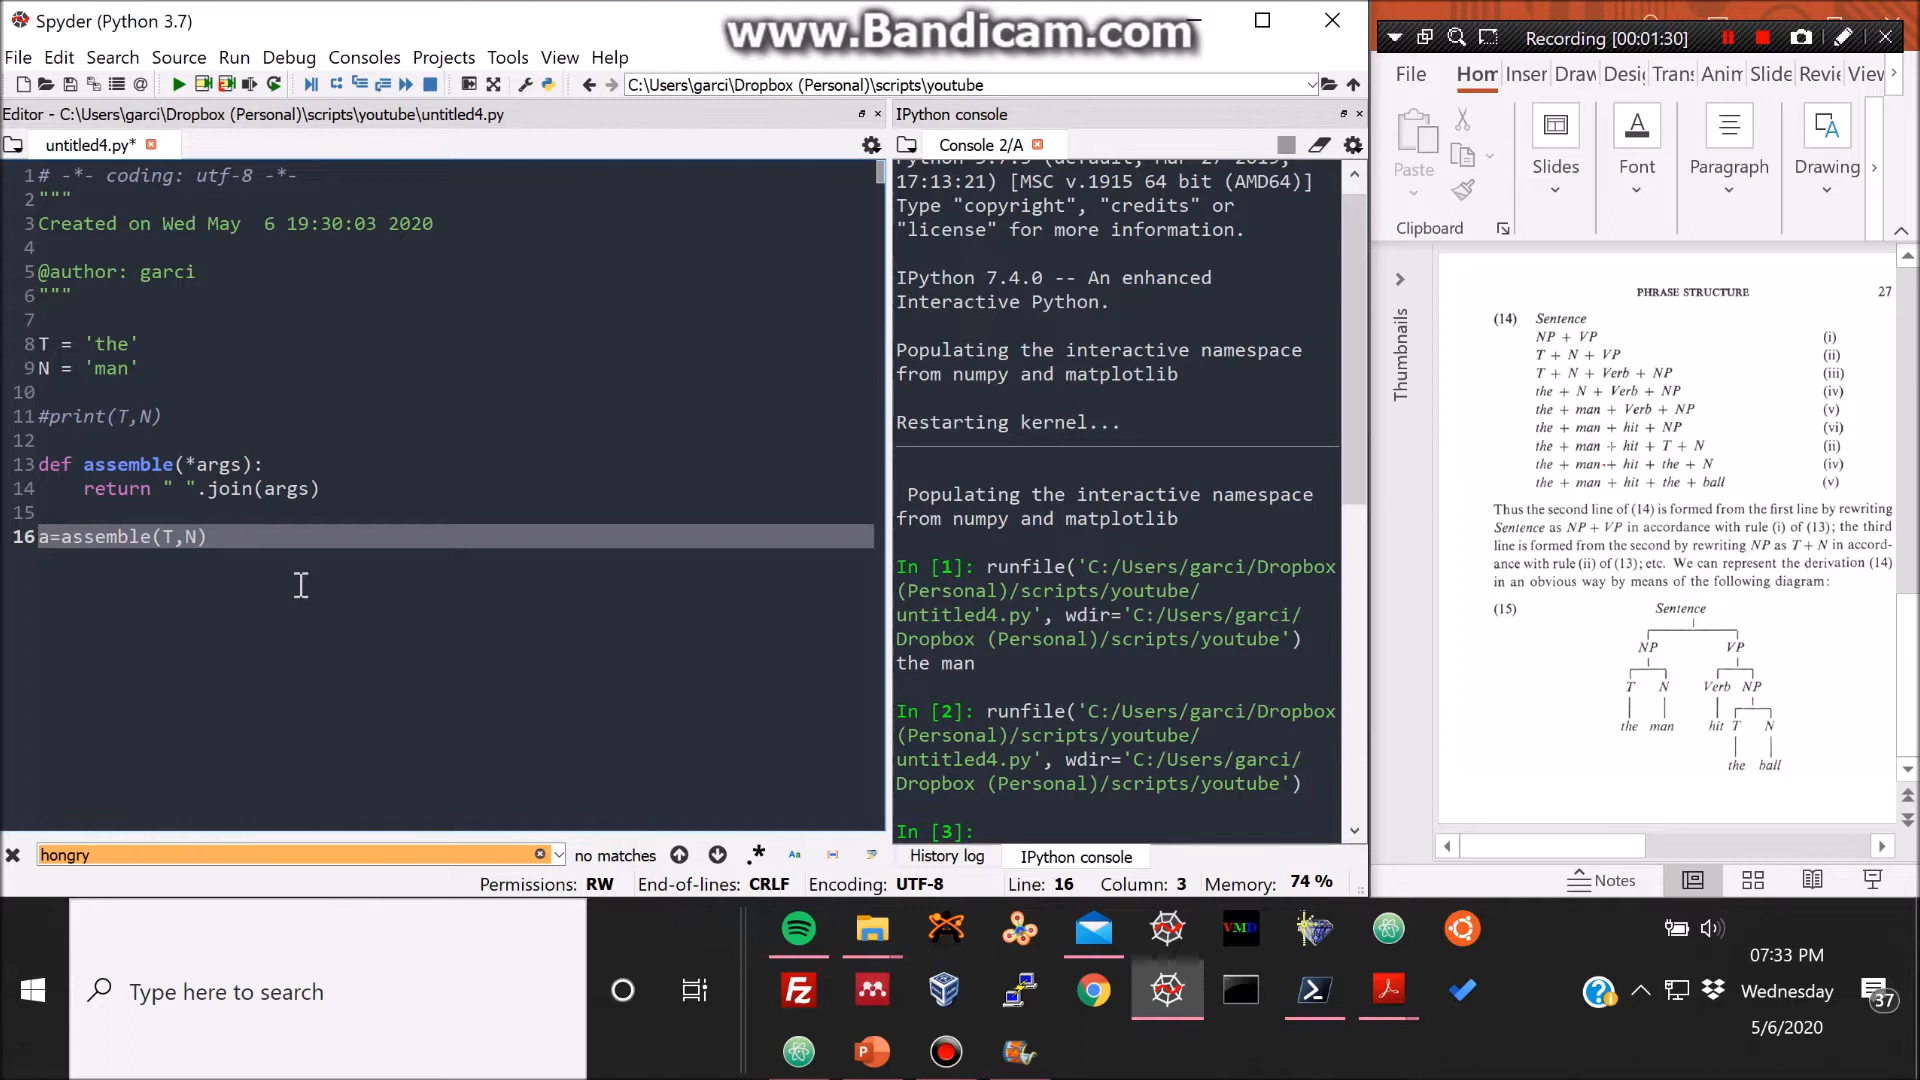 Spyder (Python 3.7)
www.Bandicam.com
File Edit Search Source Run Debug Consoles Projects Tools View Help
C:\Users\garci\Dropbox (Personal)\scripts\youtube
Editor - C:\Users\garci\Dropbox (Personal)\scripts\youtube\untitled4.py
untitled4.py*
1 # -*- coding: utf-8 -*-
2 """
3 Created on Wed May  6 19:30:03 2020
4
5 @author: garci
6 """
7
8 T = 'the'
9 N = 'man'
10
11 #print(T,N)
12
13 def assemble(*args):
14     return " ".join(args)
15
16 a=assemble(T,N)
hongry
no matches
.*
Aa
Permissions: RW End-of-lines: CRLF Encoding: UTF-8 Line: 16 Column: 3 Memory: 74 %
IPython console
Console 2/A
17:13:21) [MSC v.1915 64 bit (AMD64)]
Type "copyright", "credits" or
"license" for more information.
IPython 7.4.0 -- An enhanced
Interactive Python.
Populating the interactive namespace
from numpy and matplotlib
Restarting kernel...
Populating the interactive namespace
from numpy and matplotlib
In [1]: runfile('C:/Users/garci/Dropbox
(Personal)/scripts/youtube/
untitled4.py', wdir='C:/Users/garci/
Dropbox (Personal)/scripts/youtube')
the man
In [2]: runfile('C:/Users/garci/Dropbox
(Personal)/scripts/youtube/
untitled4.py', wdir='C:/Users/garci/
Dropbox (Personal)/scripts/youtube')
In [3]:
History log IPython console
Recording [00:01:30]
File Hom Inser Draw Desi Trans Anim Slide Revie View
Paste Slides Font Paragraph Drawing
Clipboard
Thumbnails
PHRASE STRUCTURE 27
(14) Sentence
NP + VP (i)
T + N + VP (ii)
T + N + Verb + NP (iii)
the + N + Verb + NP (iv)
the + man + Verb + NP (v)
the + man + hit + NP (vi)
the + man + hit + T + N (ii)
the + man + hit + the + N (iv)
the + man + hit + the + ball (v)
Thus the second line of (14) is formed from the first line by rewriting
Sentence as NP + VP in accordance with rule (i) of (13); the third
line is formed from the second by rewriting NP as T + N in accord-
ance with rule (ii) of (13); etc. We can represent the derivation (14)
in an obvious way by means of the following diagram:
(15) Sentence
NP VP
T N Verb NP
the man hit T N
the ball
Notes
Type here to search
VMD
FZ
P
07:33 PM
Wednesday
5/6/2020
37